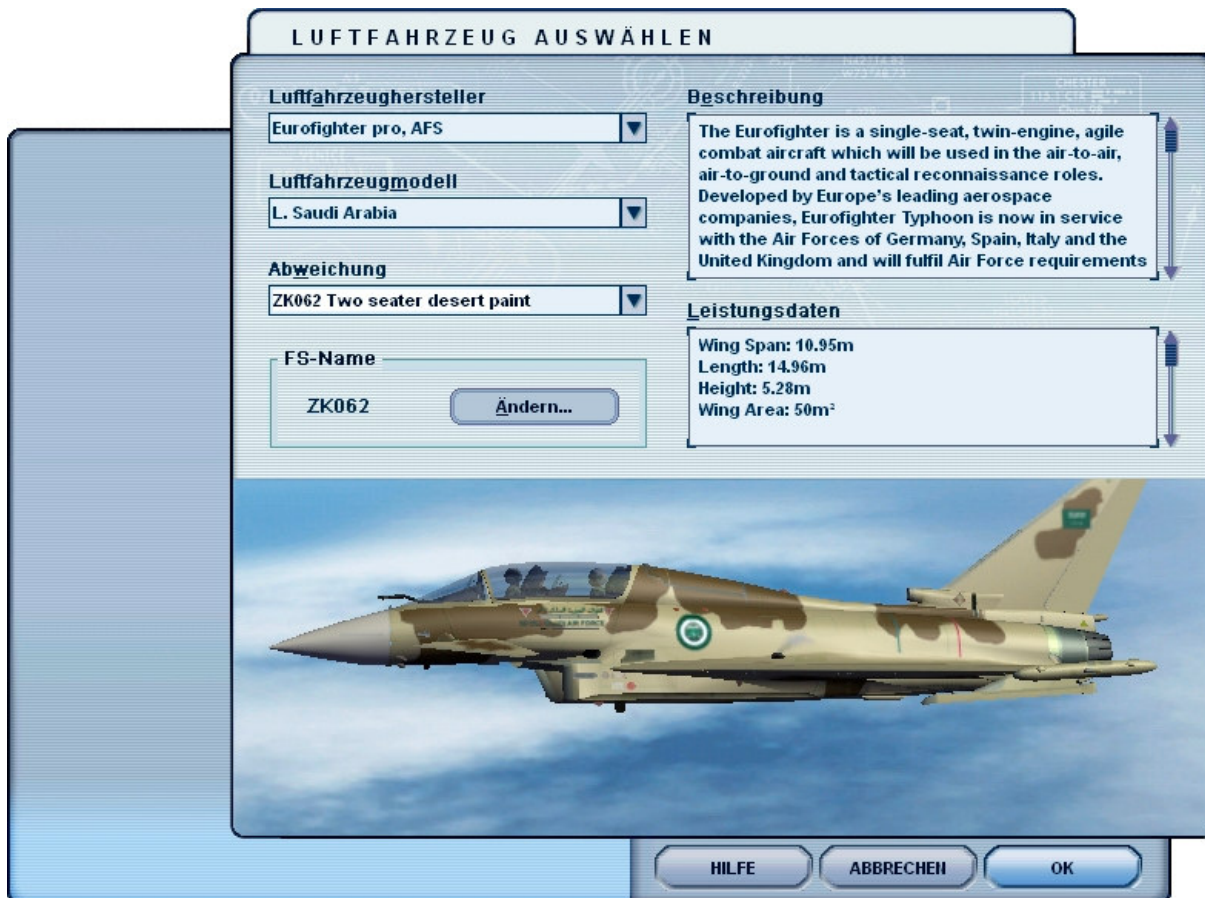 LUFTFAHRZEUG AUSWÄHLEN
Luftfahrzeughersteller
Eurofighter pro, AFS
Luftfahrzeugmodell
L. Saudi Arabia
Abweichung
ZK062 Two seater desert paint
FS-Name
ZK062
Ändern...
Beschreibung
The Eurofighter is a single-seat, twin-engine, agile
combat aircraft which will be used in the air-to-air,
air-to-ground and tactical reconnaissance roles.
Developed by Europe's leading aerospace
companies, Eurofighter Typhoon is now in service
with the Air Forces of Germany, Spain, Italy and the
United Kingdom and will fulfil Air Force requirements
Leistungsdaten
Wing Span: 10.95m
Length: 14.96m
Height: 5.28m
Wing Area: 50m²
AIR FORCE
HILFE
ABBRECHEN
OK